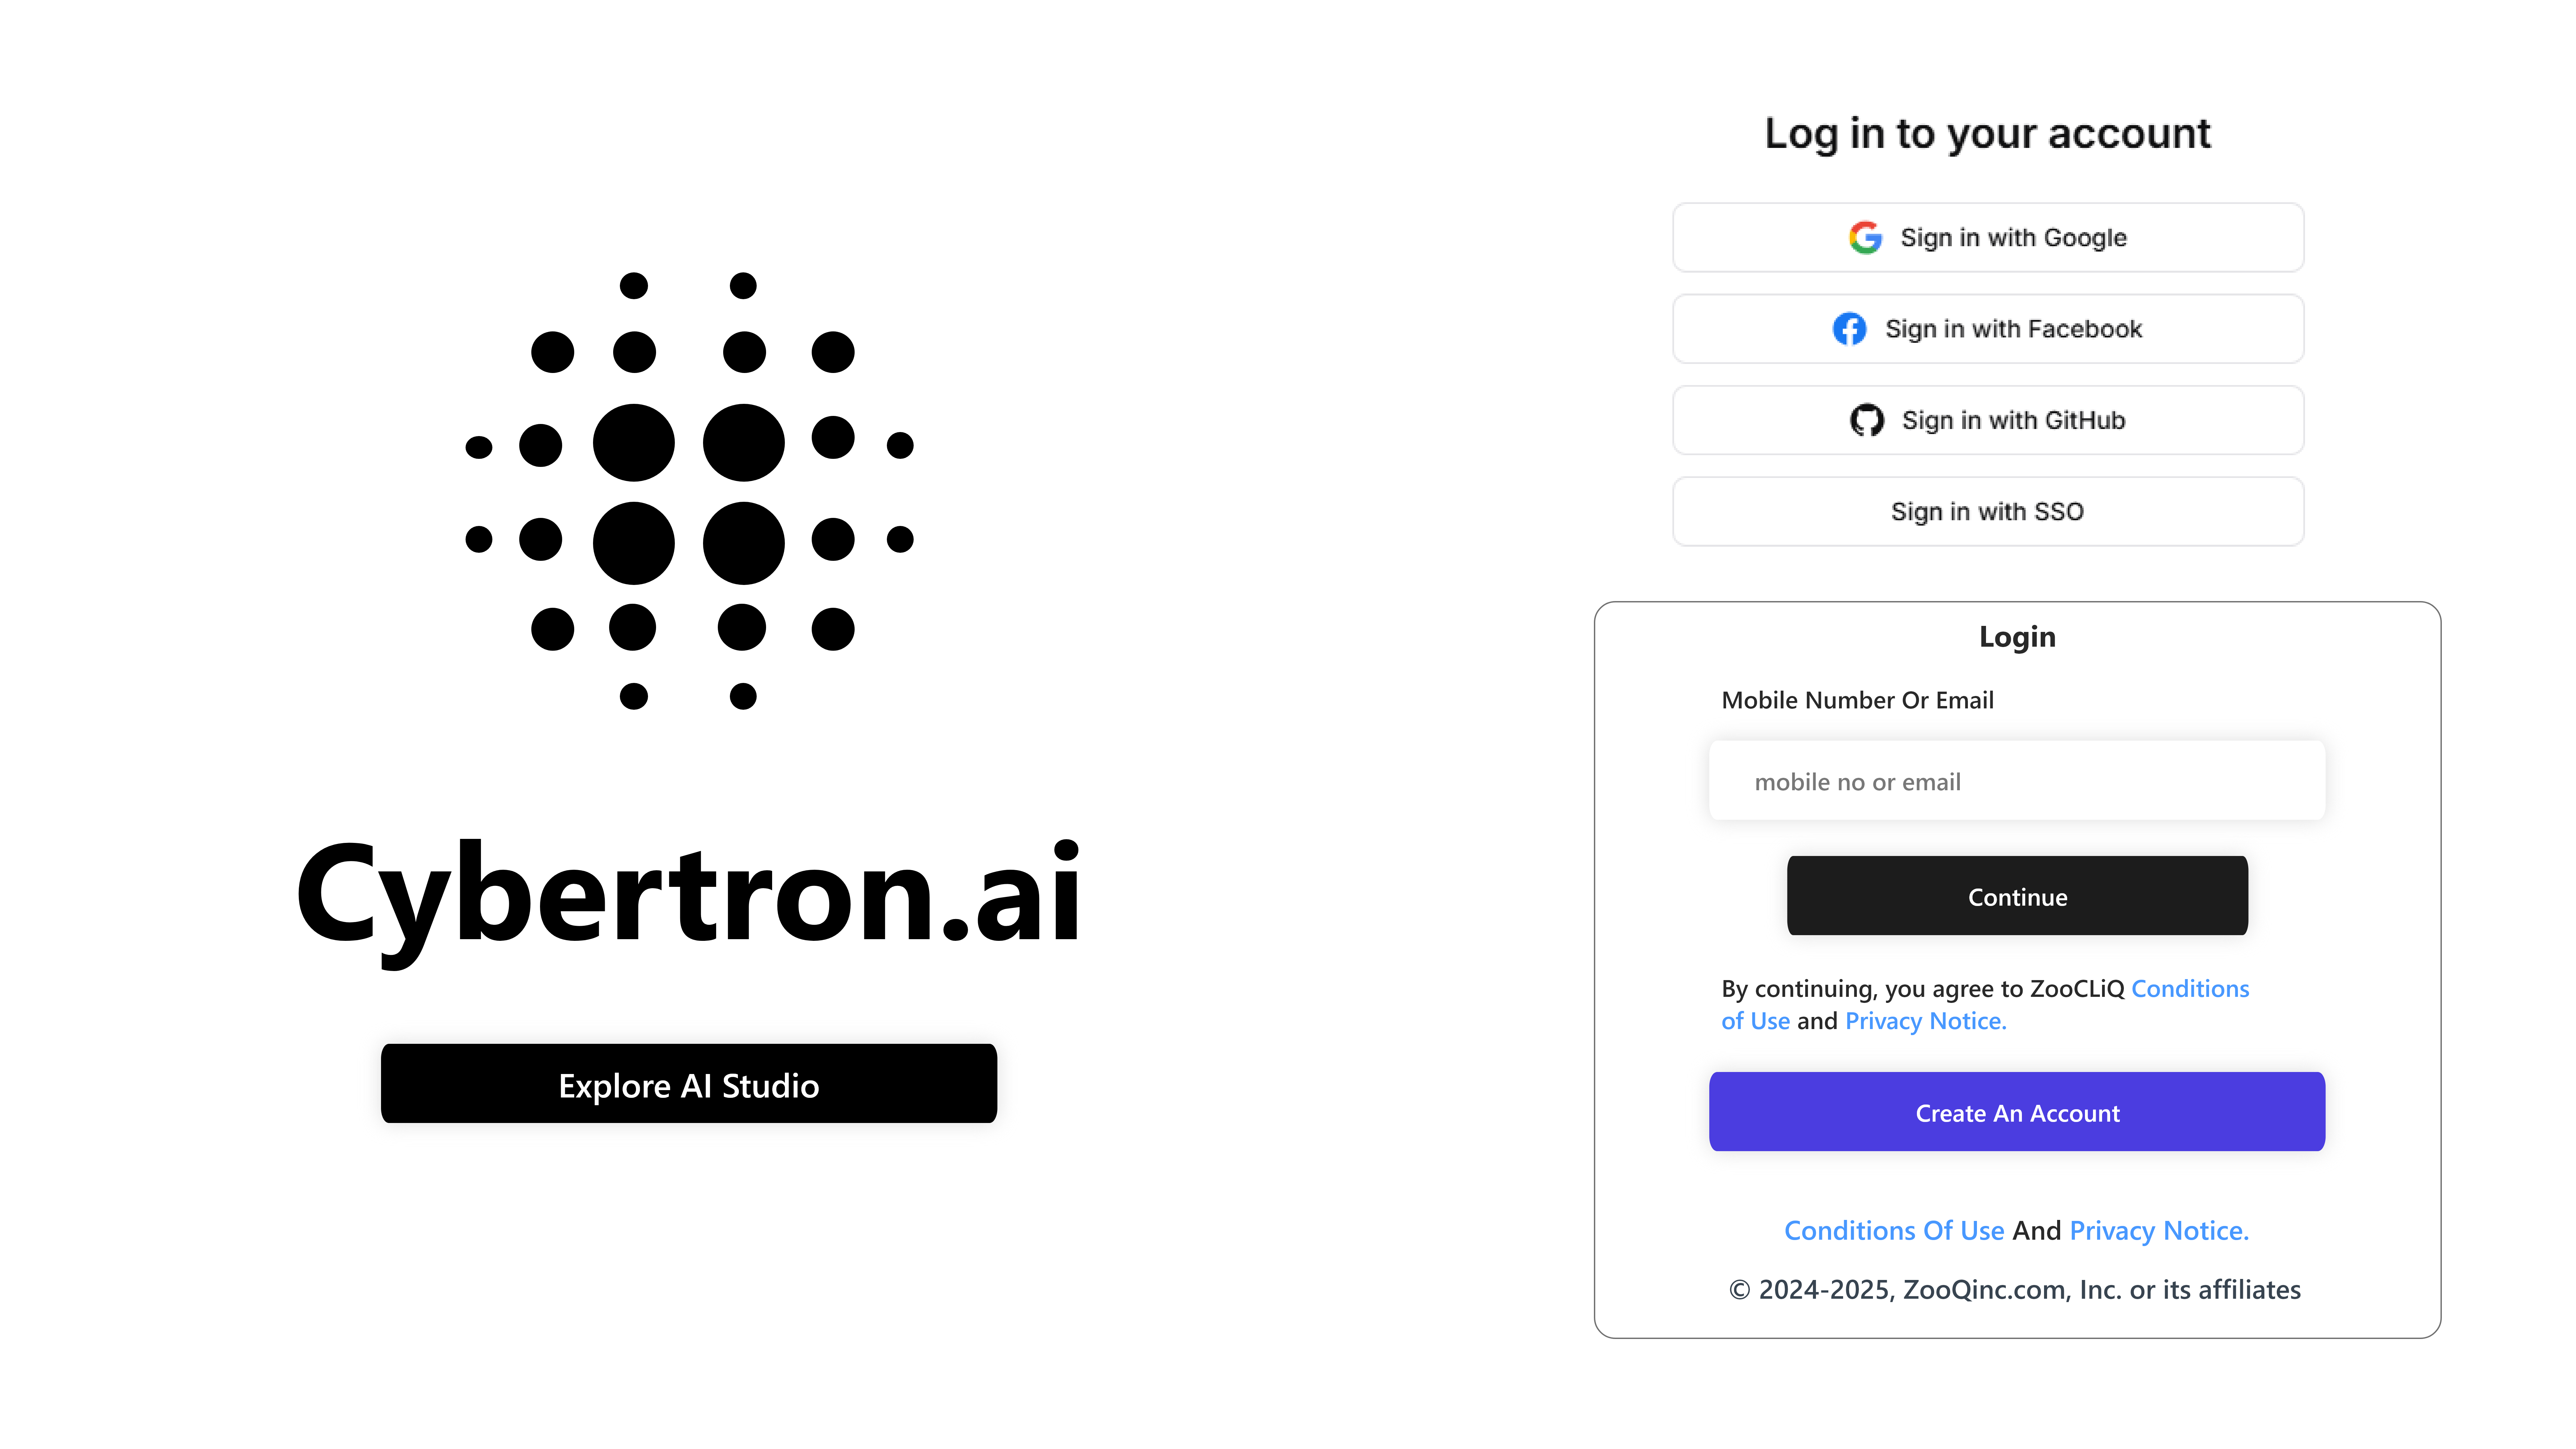 Cybertron.ai
Explore AI Studio
Log in to your account
Sign in with Google
Sign in with Facebook
Sign in with GitHub
Sign in with SSO
Login
Mobile Number Or Email
mobile no or email
Continue
By continuing, you agree to ZooCLiQ Conditions
of Use and Privacy Notice.
Create An Account
Conditions Of Use And Privacy Notice.
© 2024-2025, ZooQinc.com, Inc. or its affiliates